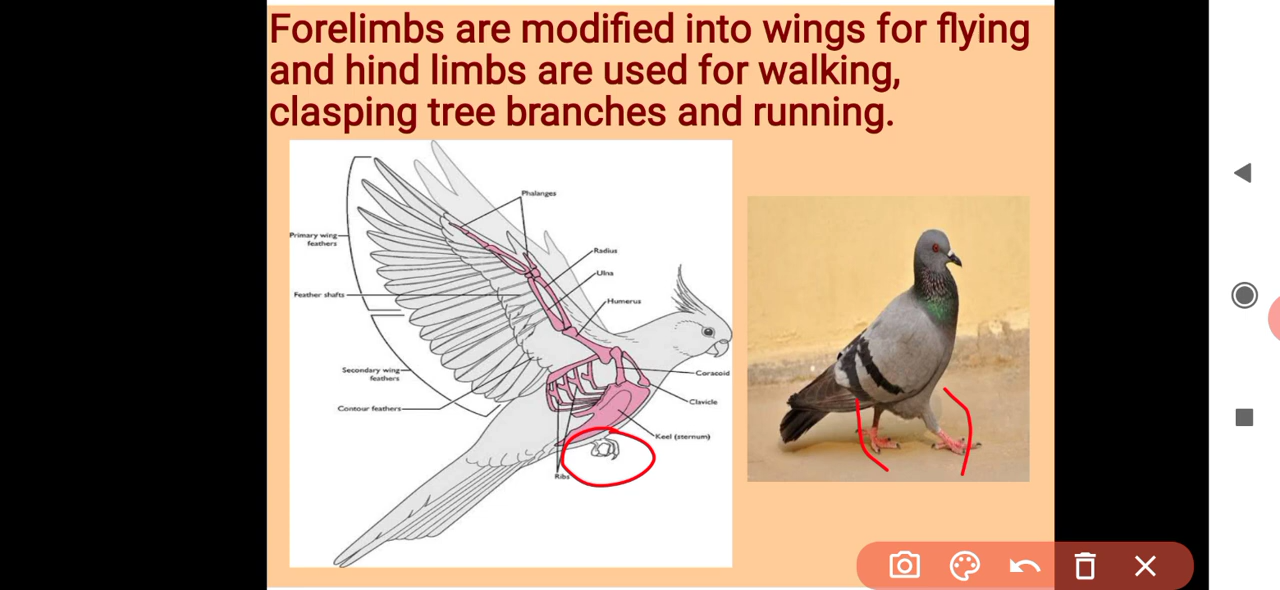 Forelimbs are modified into wings for flying
and hind limbs are used for walking,
clasping tree branches and running.
Phalanges
Primary wing
feathers
Radius
Ulna
Feather shafts
Humerus
Secondary wing
feathers
Coracoid
Contour feathers
Clavicle
Keel (sternum)
Ribs